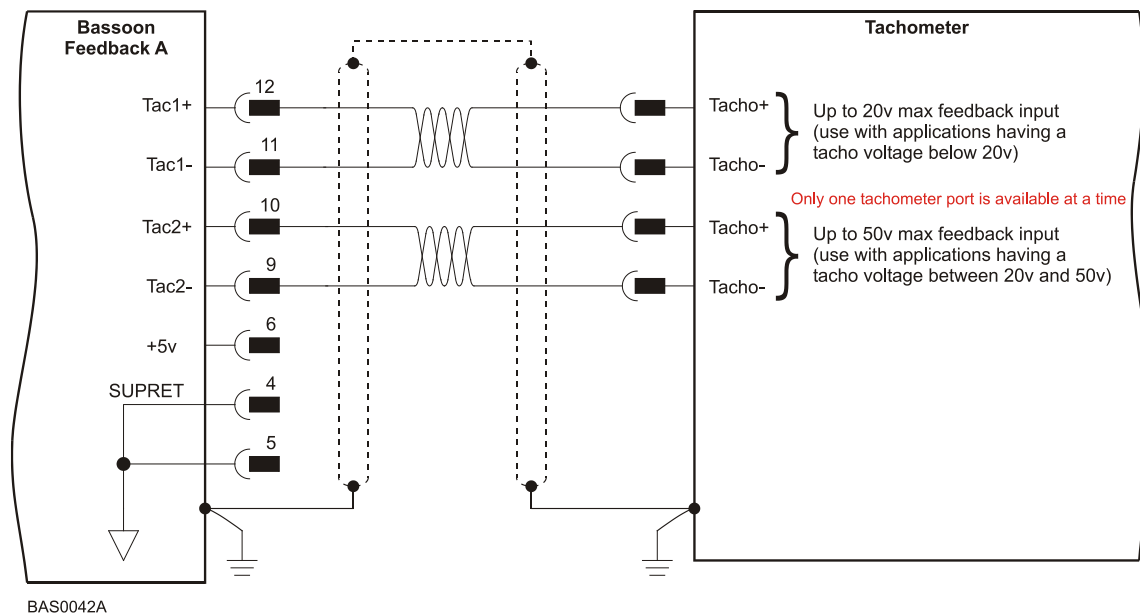 Bassoon
Feedback A
Tachometer
Tac1+
12
Tacho+
Up to 20v max feedback input
(use with applications having a
tacho voltage below 20v)
Tac1-
11
Tacho-
Only one tachometer port is available at a time
Tac2+
10
Tacho+
Up to 50v max feedback input
(use with applications having a
tacho voltage between 20v and 50v)
Tac2-
9
Tacho-
+5v
6
SUPRET
4
5
BAS0042A